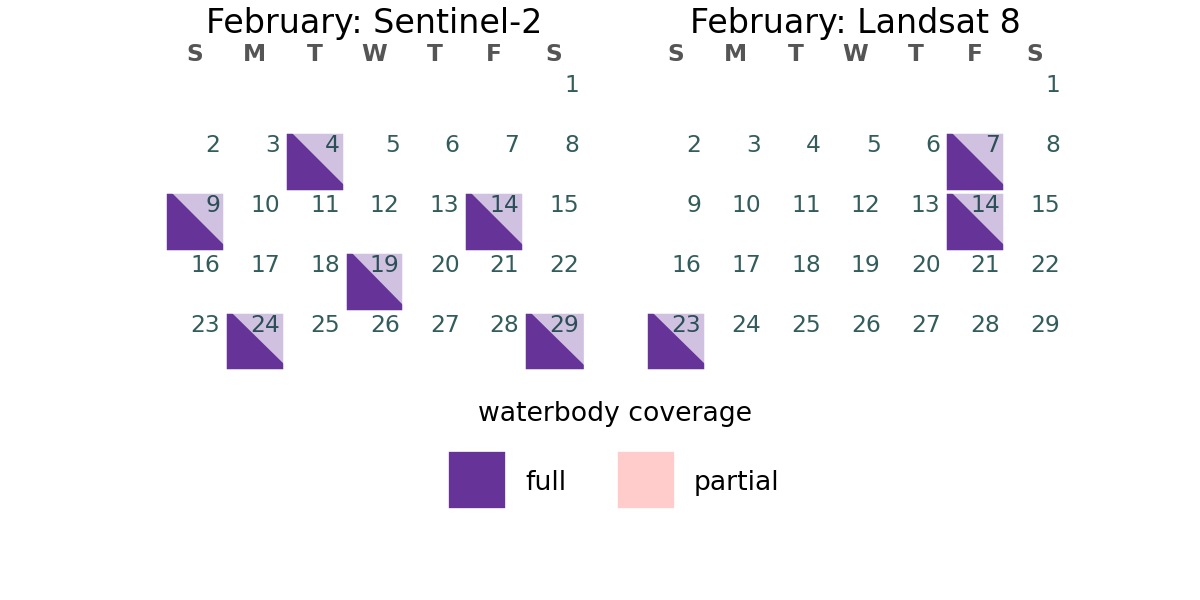 February: Sentinel-2
S M T W T F S
1
2 3 4 5 6 7 8
9 10 11 12 13 14 15
16 17 18 19 20 21 22
23 24 25 26 27 28 29
February: Landsat 8
S M T W T F S
1
2 3 4 5 6 7 8
9 10 11 12 13 14 15
16 17 18 19 20 21 22
23 24 25 26 27 28 29
waterbody coverage
full partial